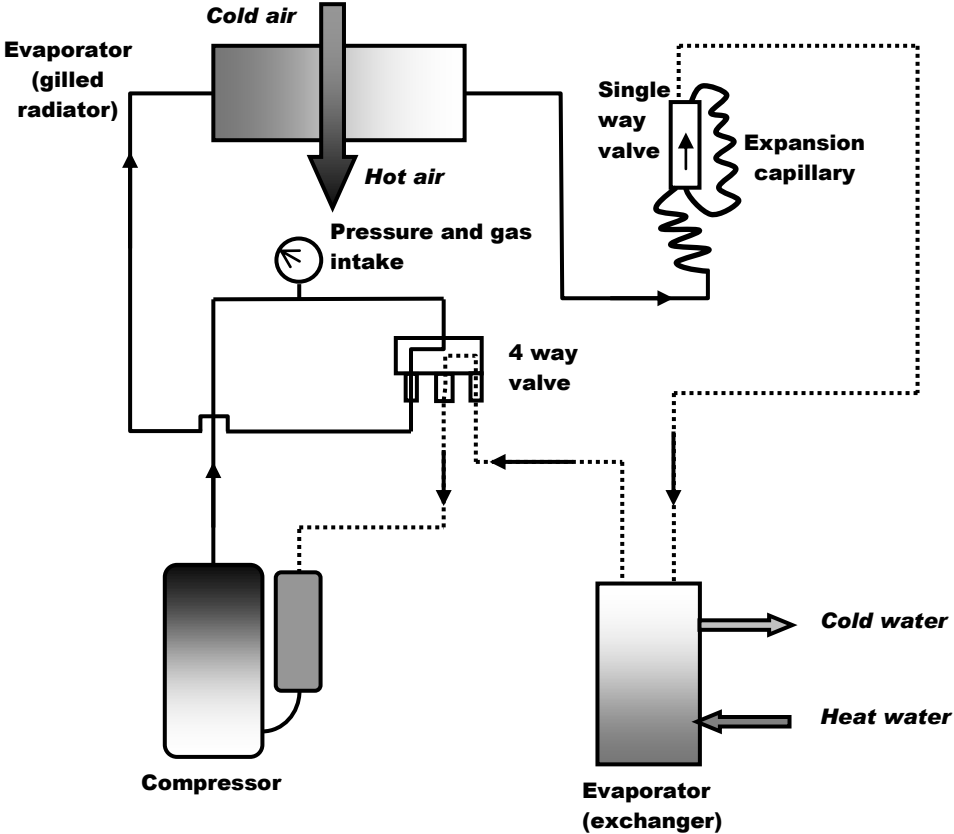 Cold air
Evaporator
(gilled
radiator)
Hot air
Single
way
valve
Expansion
capillary
Pressure and gas
intake
4 way
valve
Cold water
Heat water
Compressor
Evaporator
(exchanger)